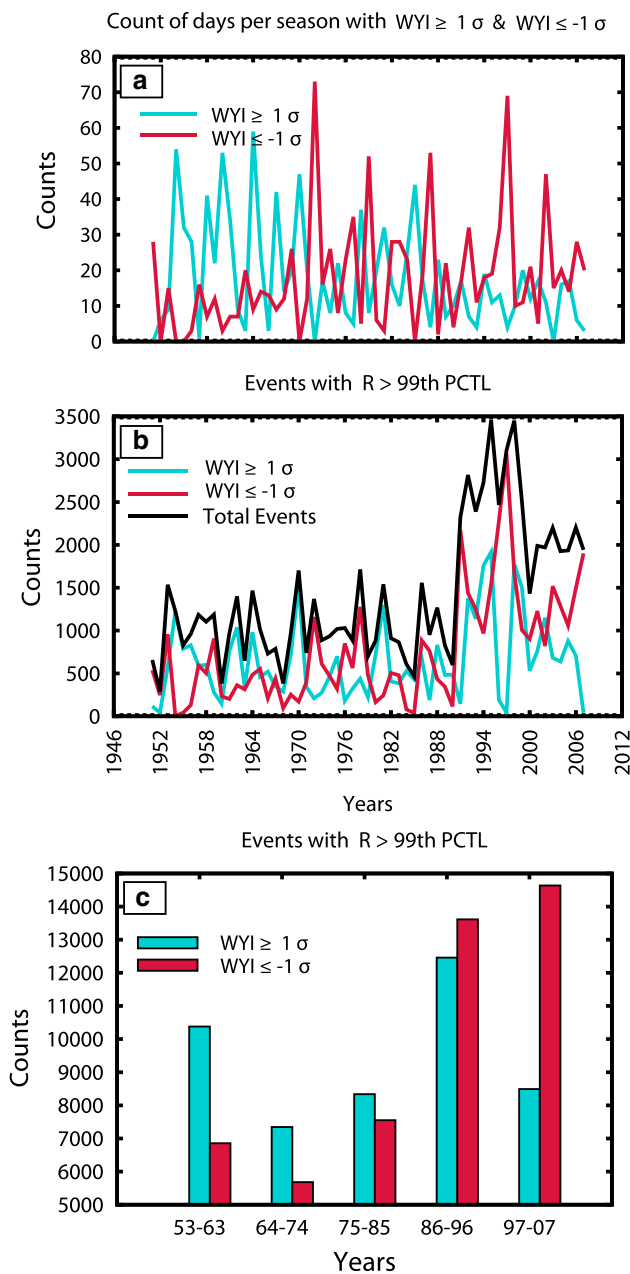 Count of days per season with WYI ≥ 1 σ & WYI ≤ -1 σ
a
WYI ≥ 1 σ
WYI ≤ -1 σ
Counts
80
70
60
50
40
30
20
10
0
Events with R > 99th PCTL
b
WYI ≥ 1 σ
WYI ≤ -1 σ
Total Events
Counts
3500
3000
2500
2000
1500
1000
500
0
1946 1952 1958 1964 1970 1976 1982 1988 1994 2000 2006 2012
Years
Events with R > 99th PCTL
c
WYI ≥ 1 σ
WYI ≤ -1 σ
Counts
15000
14000
13000
12000
11000
10000
9000
8000
7000
6000
5000
53-63 64-74 75-85 86-96 97-07
Years